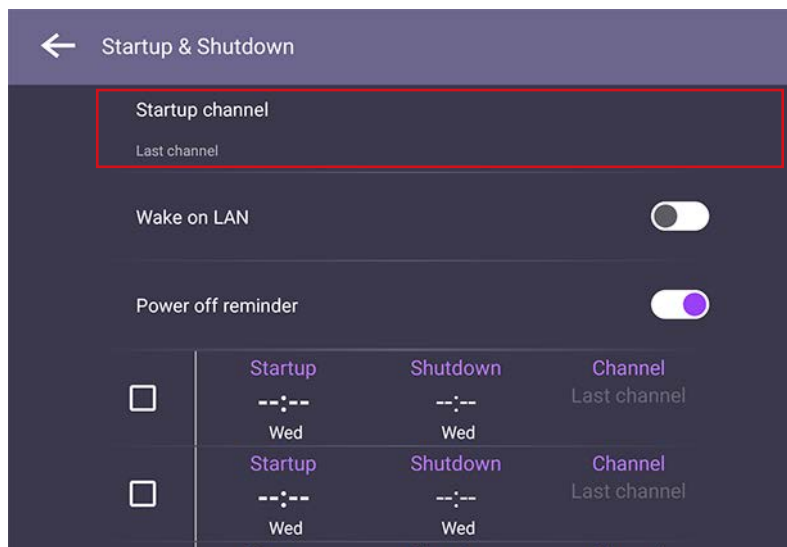 Startup & Shutdown
Startup channel
Last channel
Wake on LAN
Power off reminder
Startup Shutdown Channel
--:-- --:-- Last channel
Wed Wed
Startup Shutdown Channel
--:-- --:-- Last channel
Wed Wed